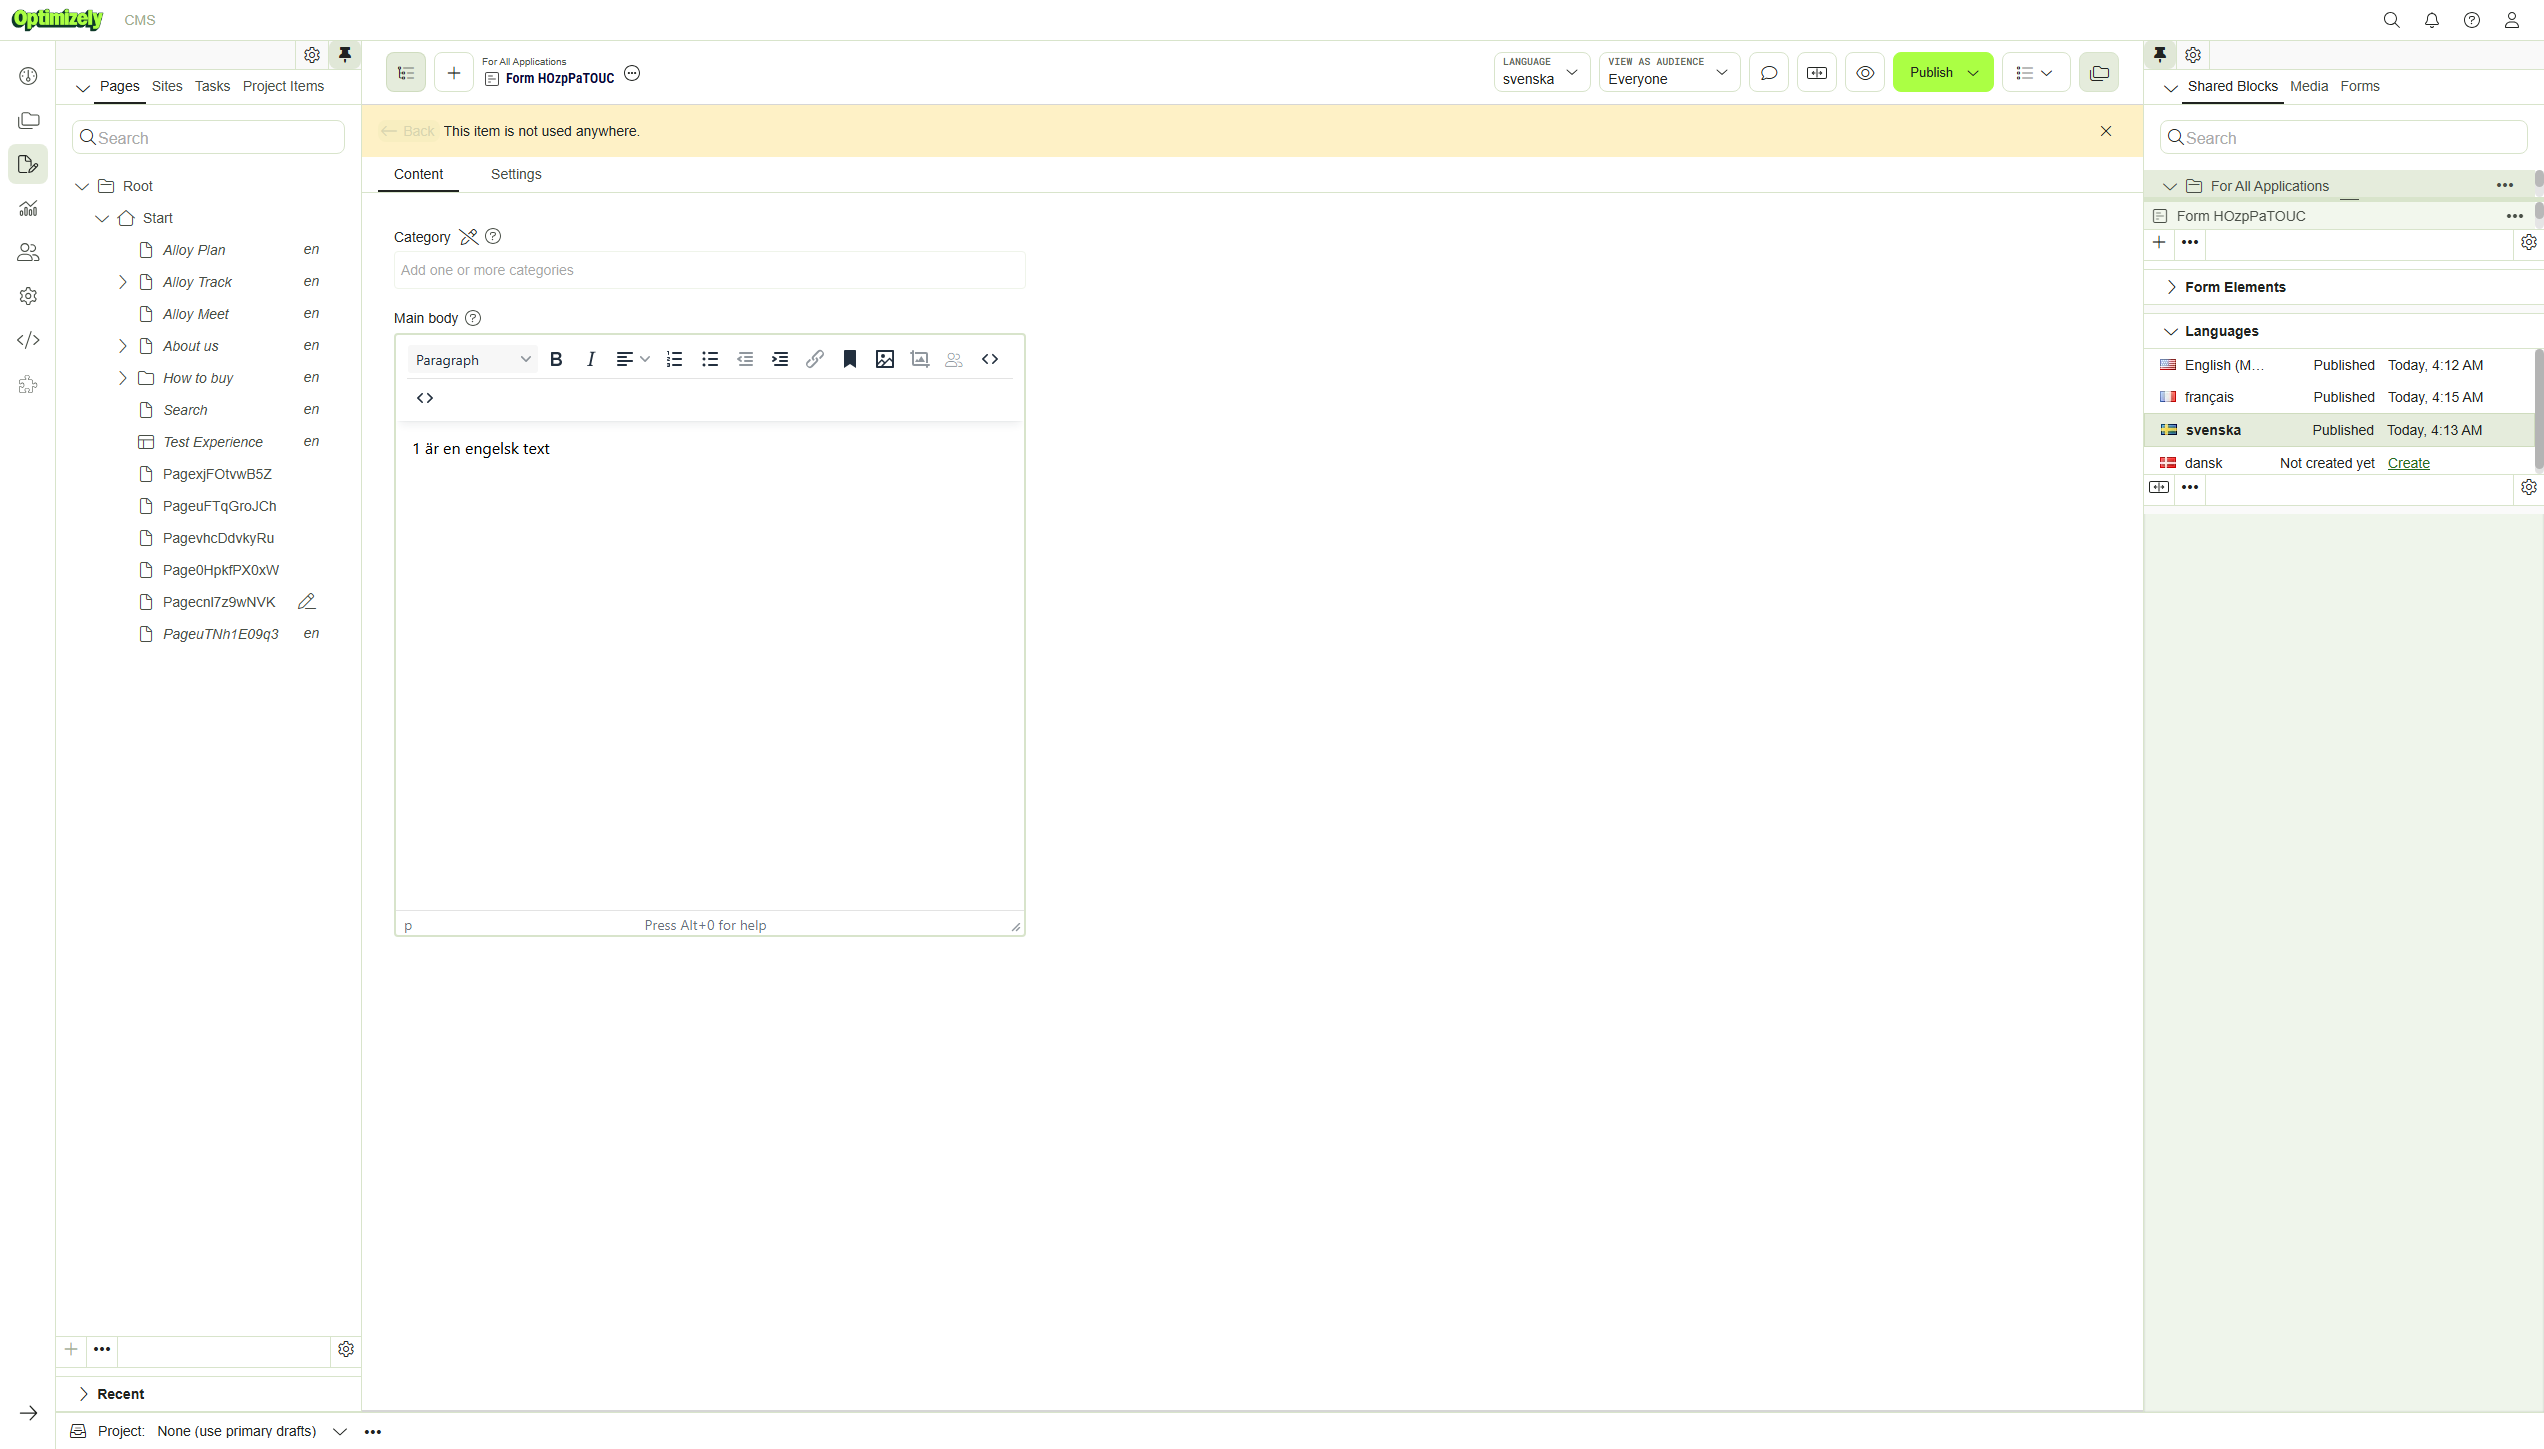 Optimizely CMS
Pages Sites Tasks Project Items
Search
Root
Start
Alloy Plan en
Alloy Track en
Alloy Meet en
About us en
How to buy en
Search en
Test Experience en
PagexjFOtvwB5Z
PageuFTqGroJCh
PagevhcDdvkyRu
Page0HpkfPX0xW
Pagecnl7z9wNVK
PageuTNh1E09q3 en
Recent
Project: None (use primary drafts)
For All Applications
Form HOzpPaTOUC
LANGUAGE
svenska
VIEW AS AUDIENCE
Everyone
Publish
Back This item is not used anywhere.
Content Settings
Category
Add one or more categories
Main body
Paragraph
1 är en engelsk text
p Press Alt+0 for help
Shared Blocks Media Forms
Search
For All Applications
Form HOzpPaTOUC
Form Elements
Languages
English (M... Published Today, 4:12 AM
français Published Today, 4:15 AM
svenska Published Today, 4:13 AM
dansk Not created yet Create